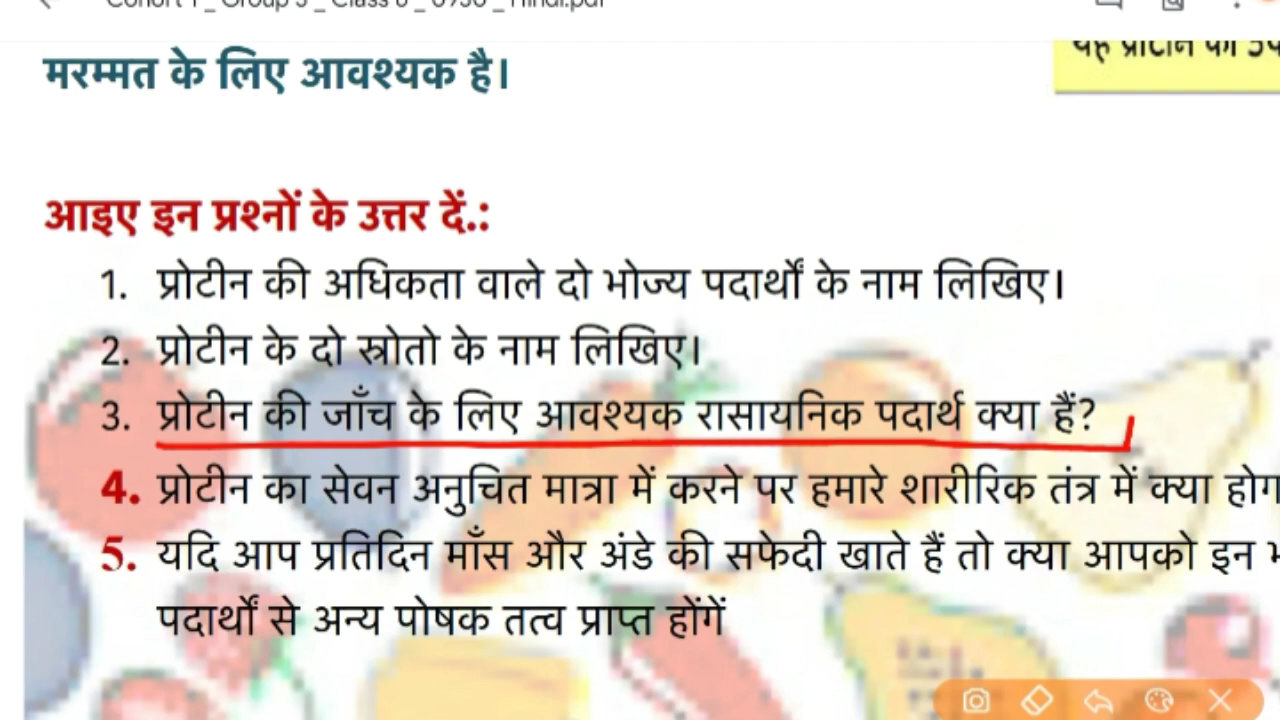 मरम्मत के लिए आवश्यक है।
आइए इन प्रश्नों के उत्तर दें.:
1. प्रोटीन की अधिकता वाले दो भोज्य पदार्थों के नाम लिखिए।
2. प्रोटीन के दो स्रोतो के नाम लिखिए।
3. प्रोटीन की जाँच के लिए आवश्यक रासायनिक पदार्थ क्या हैं?
4. प्रोटीन का सेवन अनुचित मात्रा में करने पर हमारे शारीरिक तंत्र में क्या
5. यदि आप प्रतिदिन माँस और अंडे की सफेदी खाते हैं तो क्या आपको इन
पदार्थों से अन्य पोषक तत्व प्राप्त होंगें